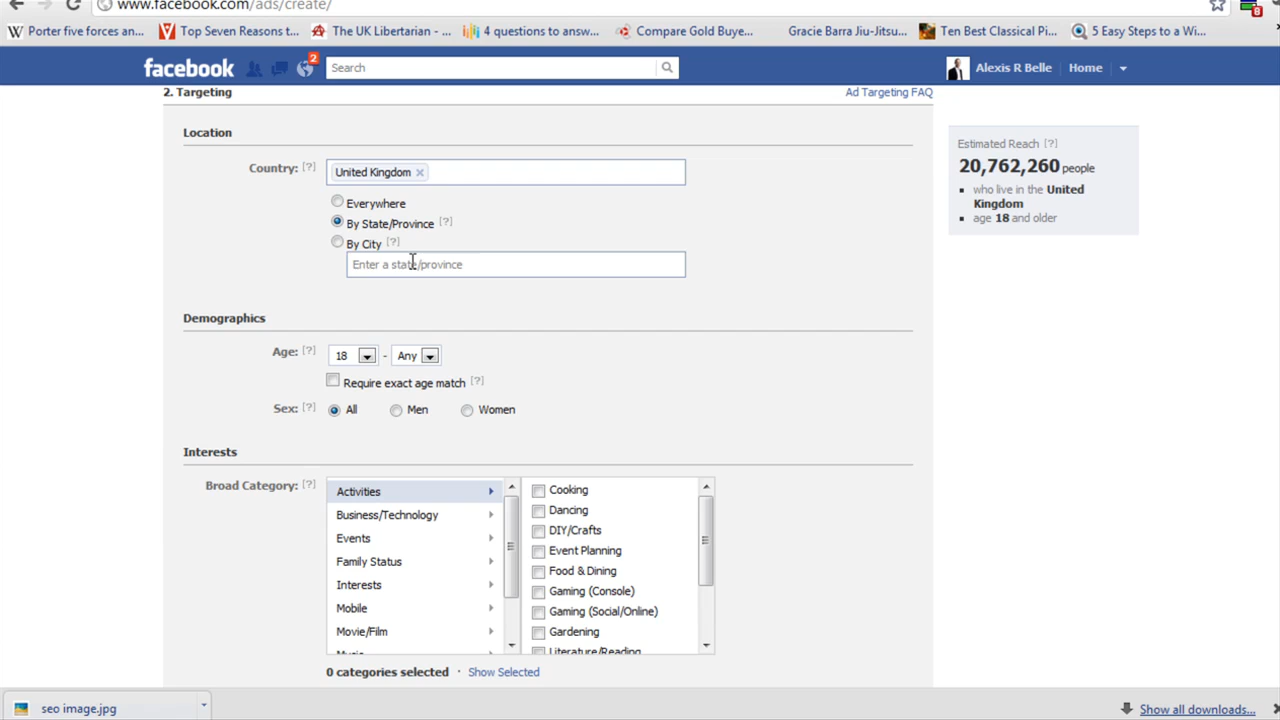 www.facebook.com/ads/create/
8
Porter five forces an... Top Seven Reasons t... The UK Libertarian - ... 4 questions to answ... Compare Gold Buye... Gracie Barra Jiu-Jitsu... Ten Best Classical Pi... 5 Easy Steps to a Wi...
facebook 2 Search Alexis R Belle Home
2. Targeting Ad Targeting FAQ
Location
Country: [?] United Kingdom ×
Everywhere
By State/Province [?]
By City [?]
Enter a state/province
Estimated Reach [?]
20,762,260 people
who live in the United
Kingdom
age 18 and older
Demographics
Age: [?] 18 - Any
Require exact age match [?]
Sex: [?] All Men Women
Interests
Broad Category: [?]
Activities
Business/Technology
Events
Family Status
Interests
Mobile
Movie/Film
Music
Cooking
Dancing
DIY/Crafts
Event Planning
Food & Dining
Gaming (Console)
Gaming (Social/Online)
Gardening
Literature/Reading
0 categories selected · Show Selected
seo image.jpg Show all downloads...